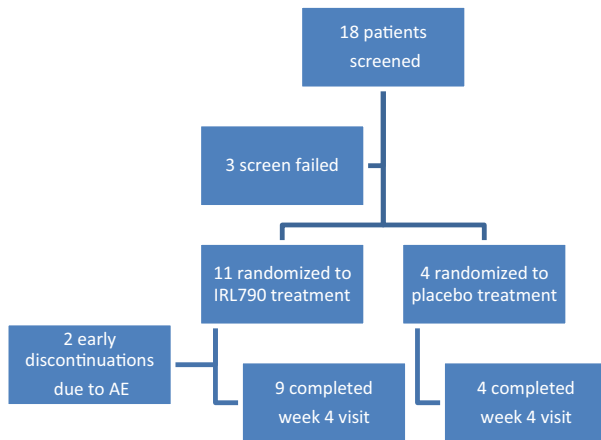 18 patients
screened
3 screen failed
11 randomized to
IRL790 treatment
4 randomized to
placebo treatment
2 early
discontinuations
due to AE
9 completed
week 4 visit
4 completed
week 4 visit